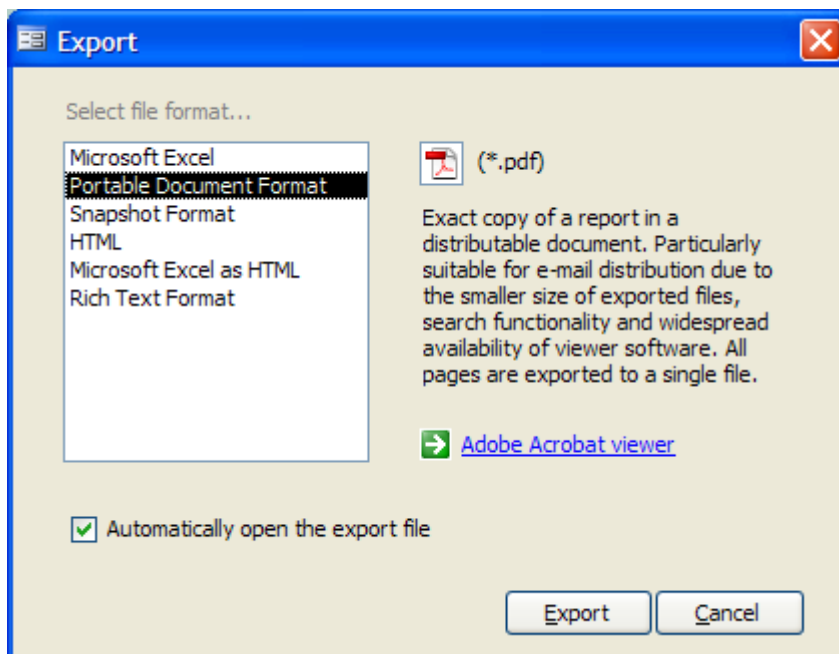 Export
Select file format...
Microsoft Excel
Portable Document Format
Snapshot Format
HTML
Microsoft Excel as HTML
Rich Text Format
(*.pdf)
Exact copy of a report in a
distributable document. Particularly
suitable for e-mail distribution due to
the smaller size of exported files,
search functionality and widespread
availability of viewer software. All
pages are exported to a single file.
Adobe Acrobat viewer
Automatically open the export file
Export
Cancel